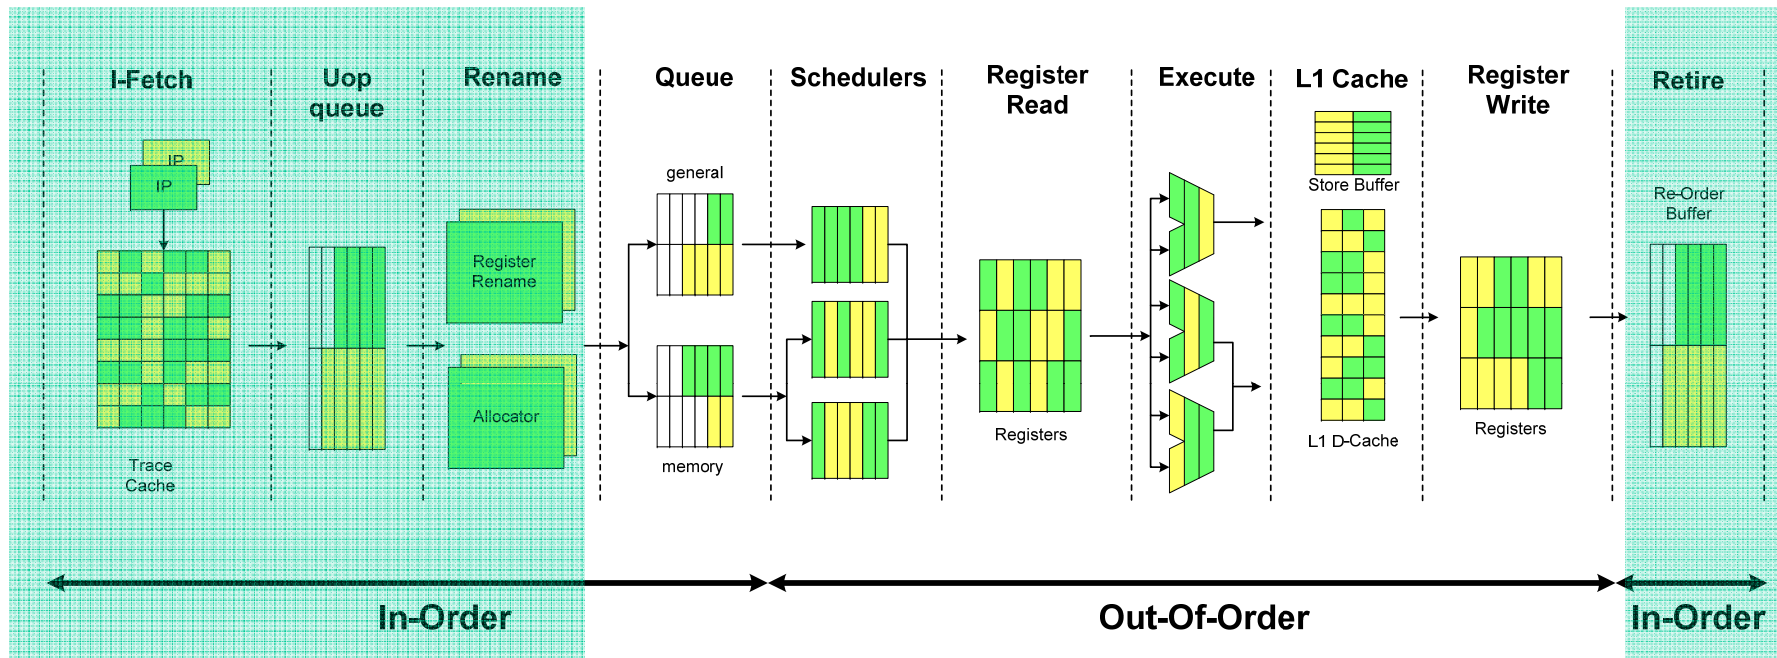 I-Fetch
Uop
queue
Rename
Queue
Schedulers
Register
Read
Execute
L1 Cache
Register
Write
Retire
IP
IP
Trace
Cache
Register
Rename
Allocator
general
memory
Registers
Store Buffer
L1 D-Cache
Registers
Re-Order
Buffer
In-Order
Out-Of-Order
In-Order